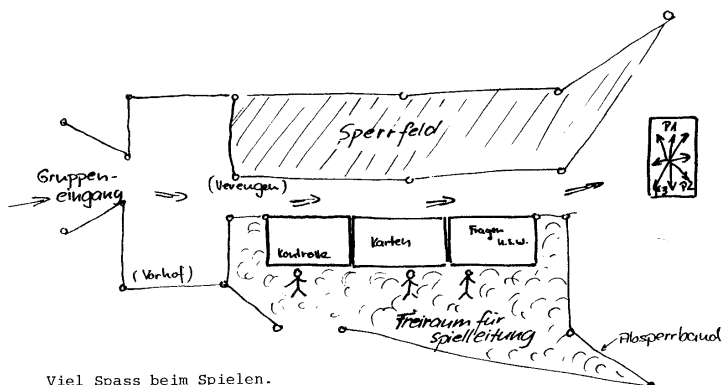 P1
Sperrfeld
Gruppen-
eingang
(Verengen)
P3
P2
Kontrolle
Karten
Fragen
u.s.w.
(Vorhof)
Freiraum für
spielleitung
Absperrband
Viel Spass beim Spielen.